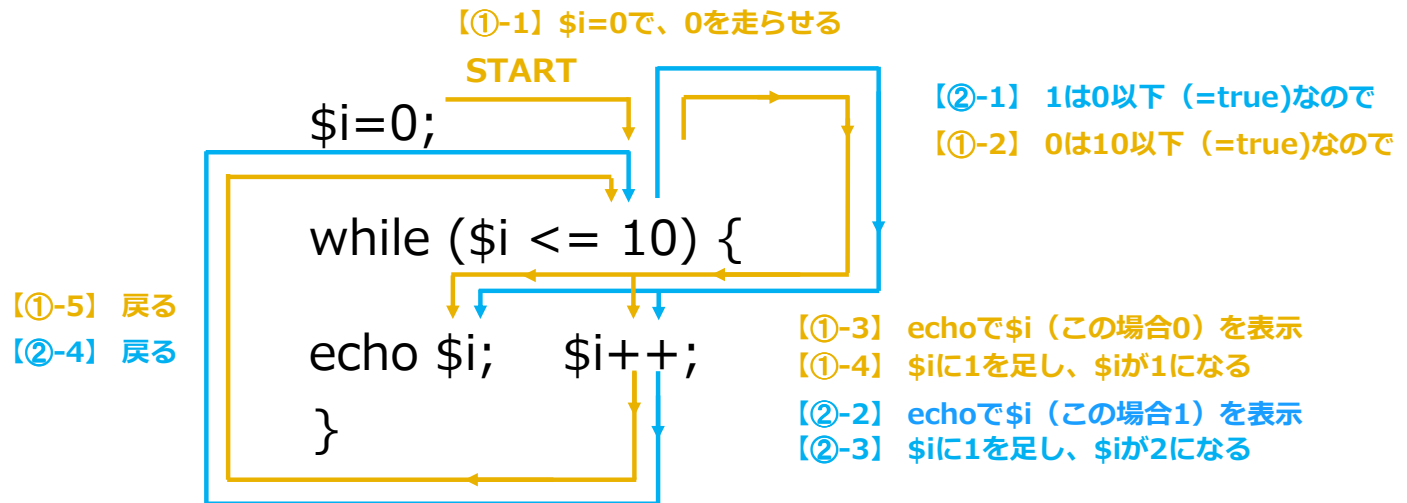 【①-1】$i=0で、0を走らせる
START
$i=0;
【②-1】 1は0以下（=true)なので
【①-2】 0は10以下（=true)なので
while ($i <= 10) {
【①-5】 戻る
【②-4】 戻る
echo $i; $i++;
}
【①-3】 echoで$i（この場合0）を表示
【①-4】 $iに1を足し、$iが1になる
【②-2】 echoで$i（この場合1）を表示
【②-3】 $iに1を足し、$iが2になる